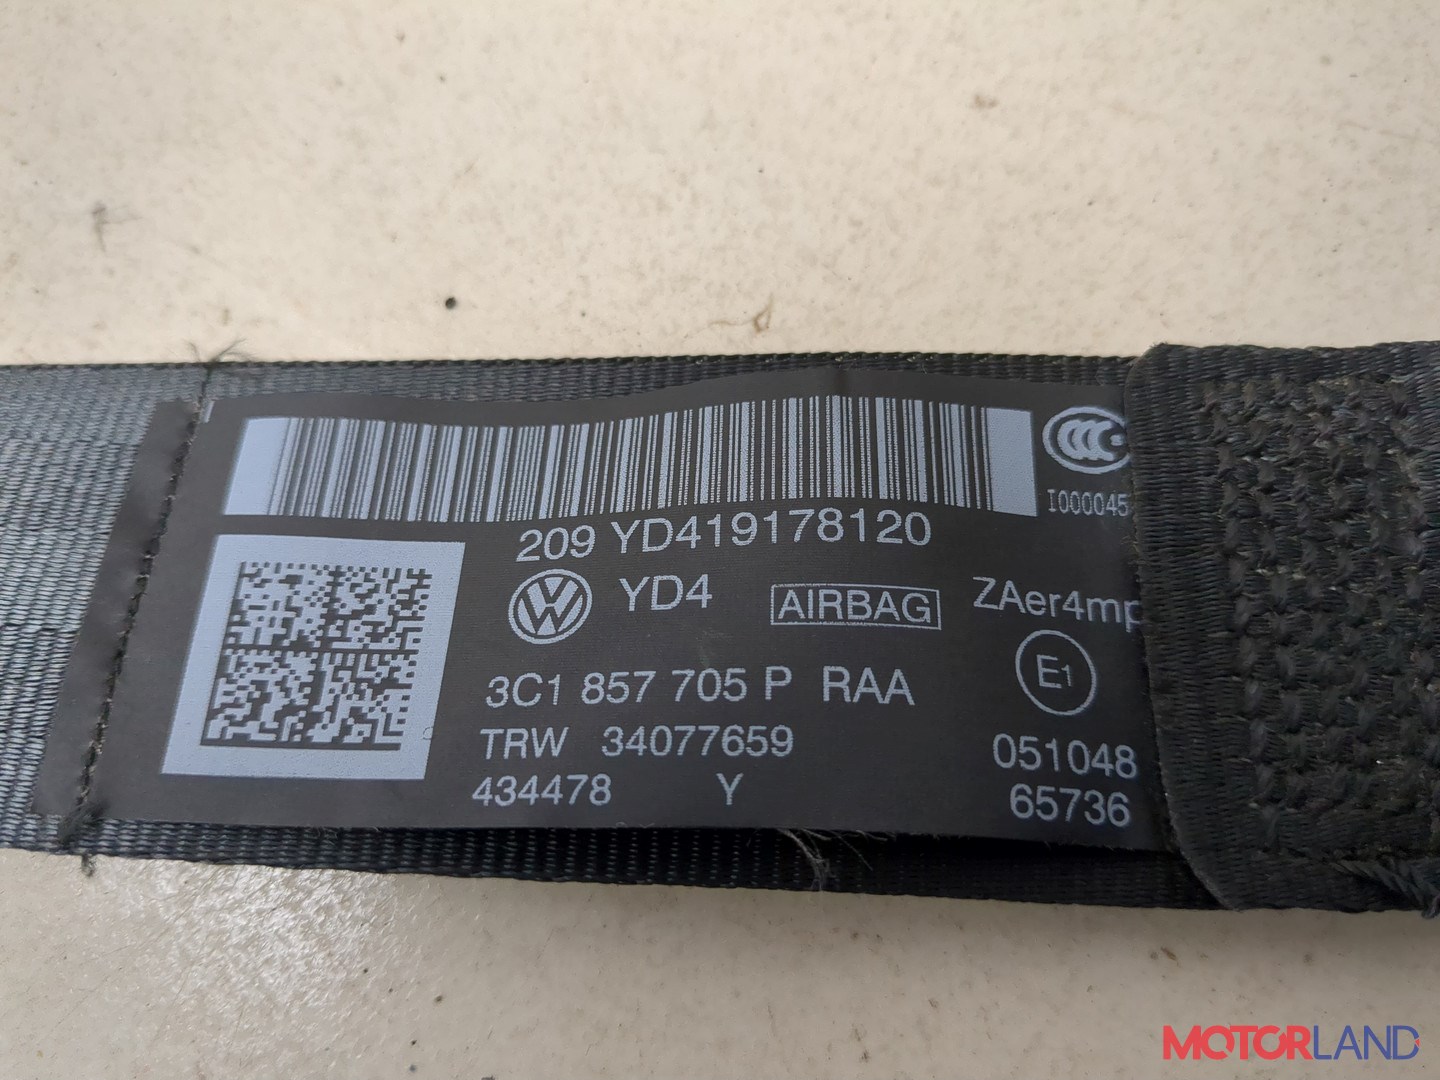 I000045
209 YD419178120
YD4 AIRBAG ZAer4mp
E1
3C1 857 705 P RAA
TRW 34077659
051048
434478 Y
65736
MOTORLAND